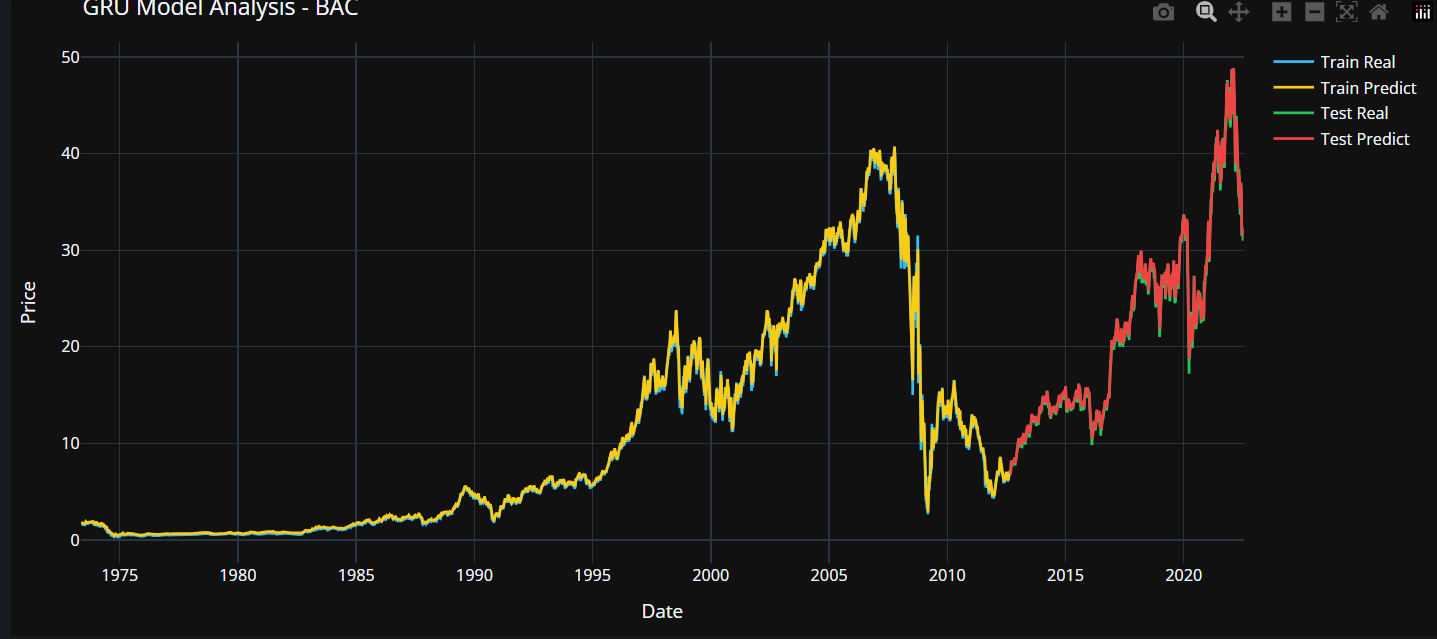 GRU Model Analysis - BAC
50
40
30
20
10
0
Price
1975
1980
1985
1990
1995
2000
2005
2010
2015
2020
Date
Train Real
Train Predict
Test Real
Test Predict